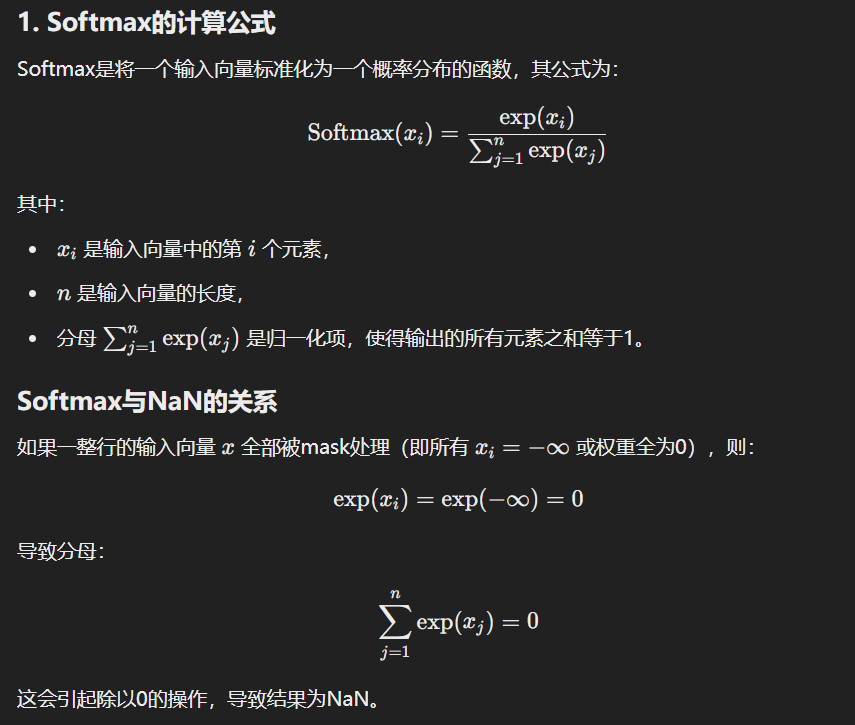 1. Softmax的计算公式
Softmax是将一个输入向量标准化为一个概率分布的函数，其公式为：
Softmax(x_i) = exp(x_i) / ∑_{j=1}^{n} exp(x_j)
其中：
• x_i 是输入向量中的第 i 个元素，
• n 是输入向量的长度，
• 分母 ∑_{j=1}^{n} exp(x_j) 是归一化项，使得输出的所有元素之和等于1。
Softmax与NaN的关系
如果一整行的输入向量 x 全部被mask处理（即所有 x_i = −∞ 或权重全为0），则：
exp(x_i) = exp(−∞) = 0
导致分母：
∑_{j=1}^{n} exp(x_j) = 0
这会引起除以0的操作，导致结果为NaN。